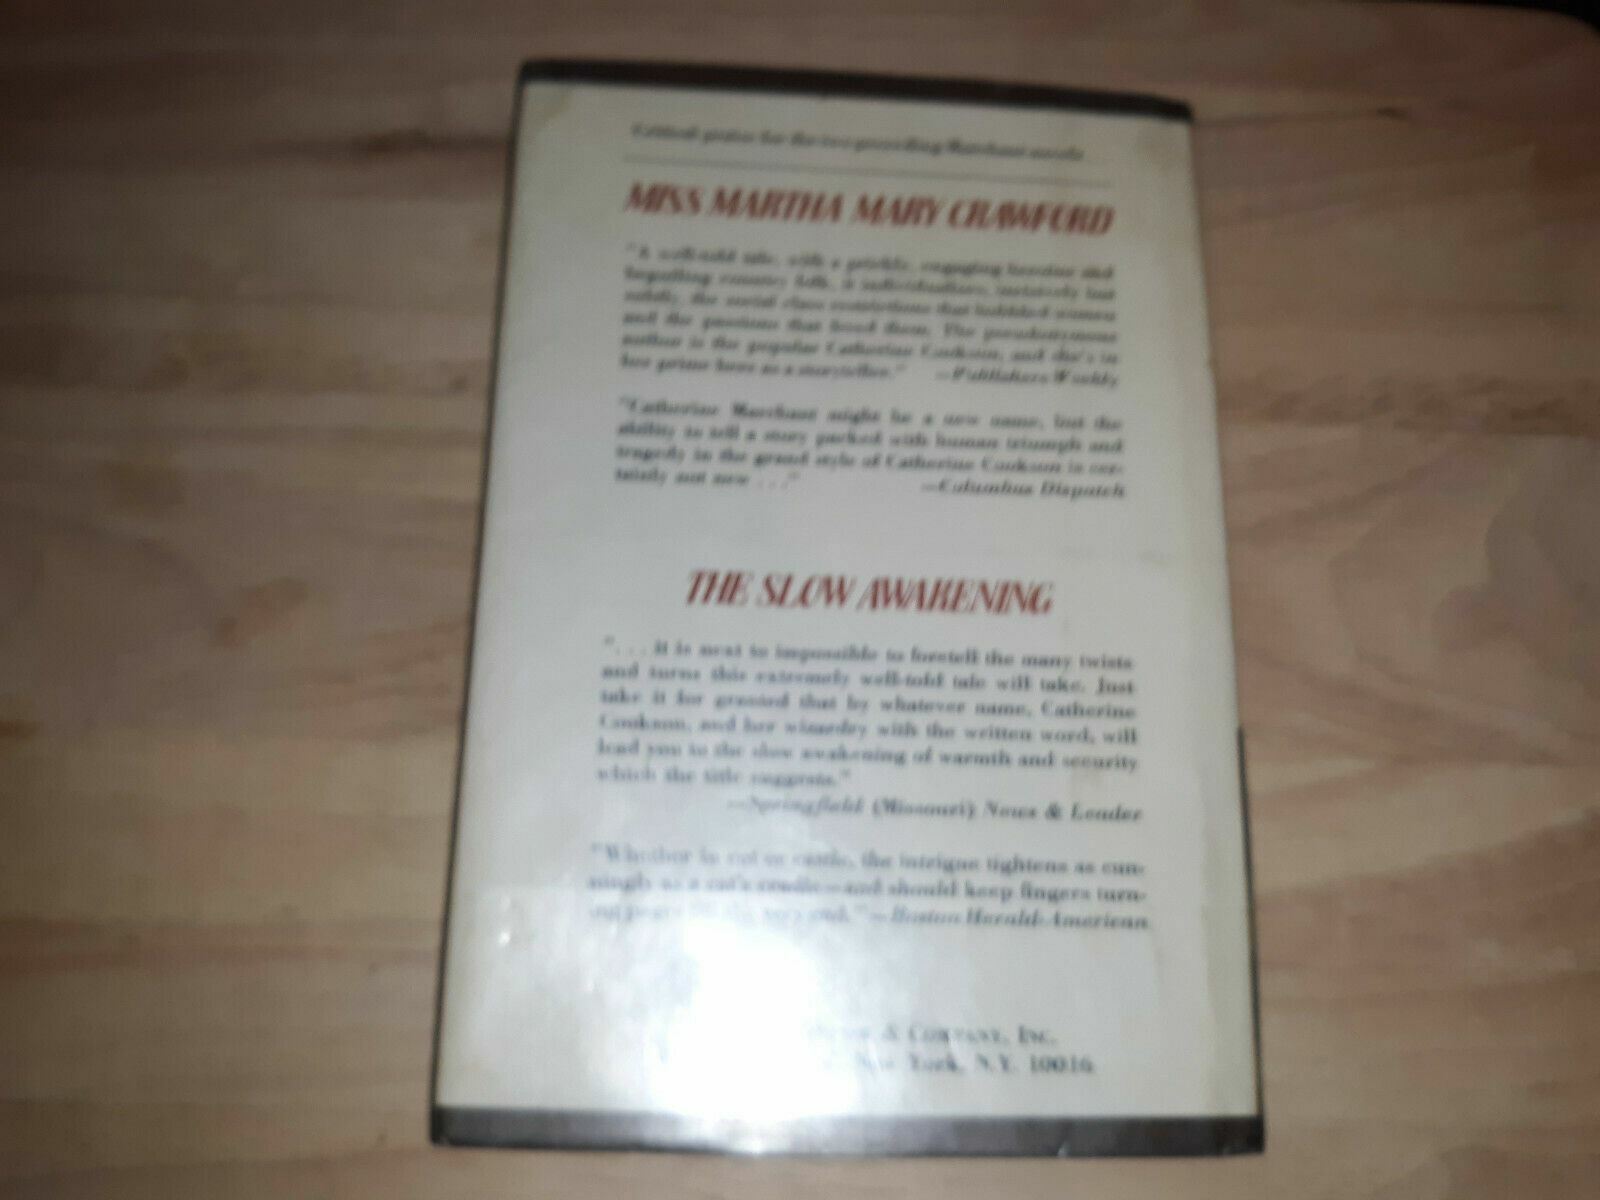 Critical praise for the two preceding Marchant novels
MISS MARTHA MARY CRAWFORD
"A well-told tale, with a prickly, engaging heroine and
country folk, it individualizes, incisively but
subtly, the social class restrictions that hobbled women
and the passions that freed them. The pseudonymous
author is the popular Catherine Cookson, and she's in
her prime here as a storyteller." —Publishers Weekly
"Catherine Marchant might be a new name, but the
ability to tell a story packed with human triumph and
tragedy in the grand style of Catherine Cookson is cer-
tainly not new . . ." —Columbus Dispatch
THE SLOW AWAKENING
". . . it is next to impossible to foretell the many twists
and turns this extremely well-told tale will take. Just
take it for granted that by whatever name, Catherine
Cookson, and her wizardry with the written word, will
lead you to the slow awakening of warmth and security
which the title suggests."
—Springfield (Missouri) News & Leader
"Whether in cot or castle, the intrigue tightens as cun-
ningly as a cat's cradle—and should keep fingers turn-
ing pages till the very end." —Boston Herald-American
& COMPANY, INC.
New York, N.Y. 10016